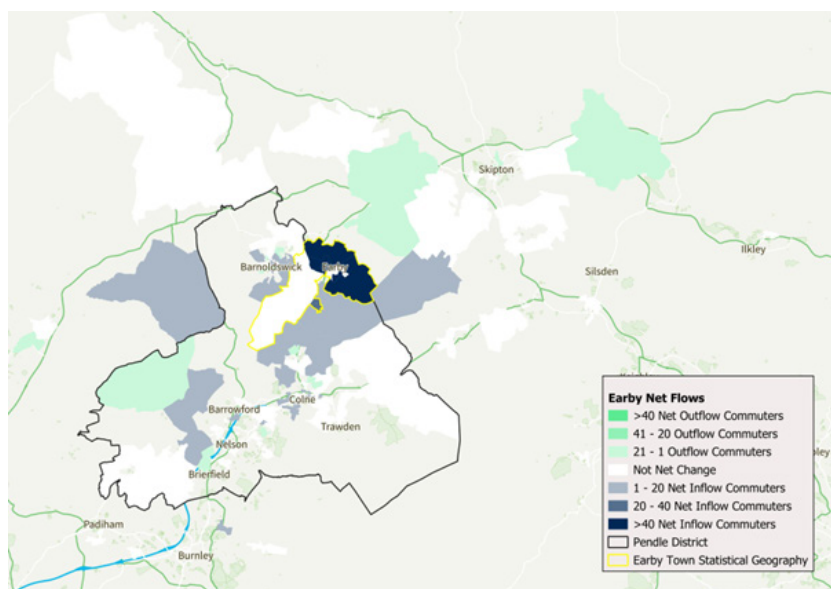 Skipton
Ilkley
Barnoldswick
Earby
Silsden
Colne
Barrowford
Trawden
Nelson
Brierfield
Padiham
Burnley
Earby Net Flows
>40 Net Outflow Commuters
41 - 20 Outflow Commuters
21 - 1 Outflow Commuters
Not Net Change
1 - 20 Net Inflow Commuters
20 - 40 Net Inflow Commuters
>40 Net Inflow Commuters
Pendle District
Earby Town Statistical Geography